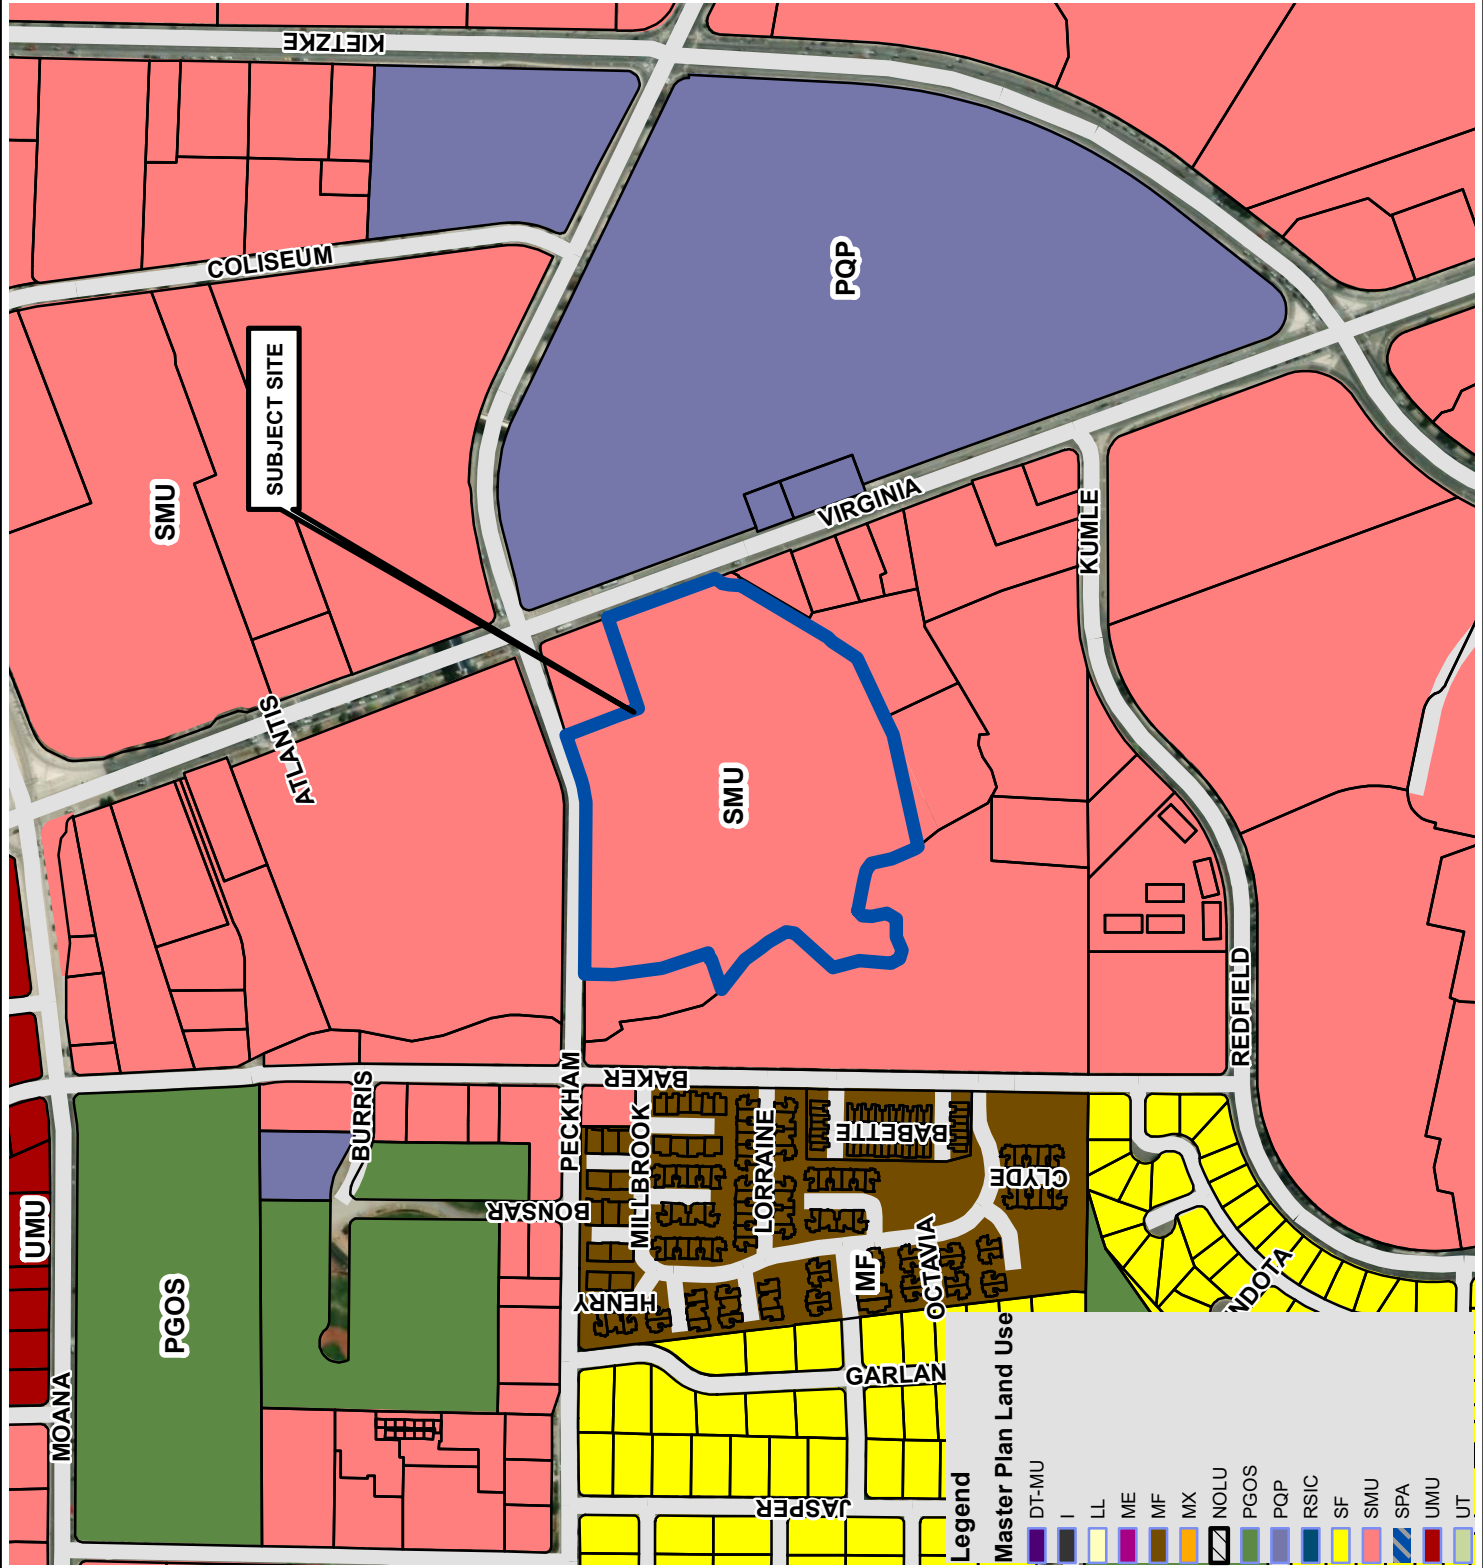 KIETZKE
COLISEUM
PQP
SUBJECT SITE
SMU
VIRGINIA
KUMLE
ATLANTIS
SMU
REDFIELD
BURRIS
PECKHAM
BAKER
MILLBROOK
LORRAINE
BABETTE
CLYDE
BONSAR
UMU
PGOS
HENRY
MF
OCTAVIA
NDOTA
MOANA
GARLAN
JASPER
Legend
Master Plan Land Use
DT-MU
I
LL
ME
MF
MX
NOLU
PGOS
PQP
RSIC
SF
SMU
SPA
UMU
UT